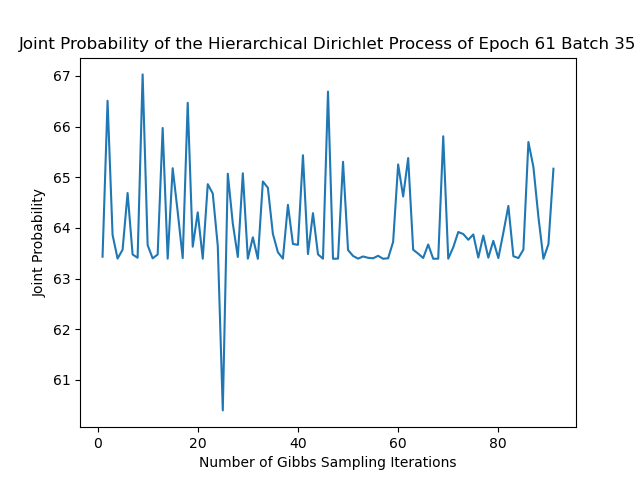 Joint Probability of the Hierarchical Dirichlet Process of Epoch 61 Batch 35
67
66
65
64
63
62
61
Joint Probability
0 20 40 60 80
Number of Gibbs Sampling Iterations